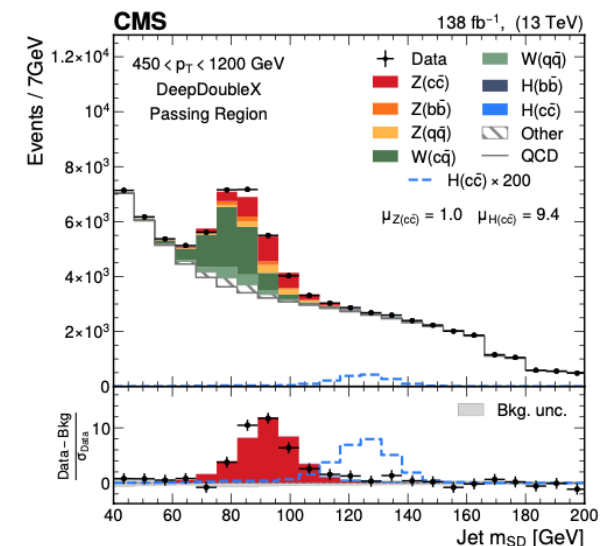 CMS 138 fb⁻¹, (13 TeV)
Events / 7GeV
1.2×10⁴
10⁴
8×10³
6×10³
4×10³
2×10³
0
450 < p_T < 1200 GeV
DeepDoubleX
Passing Region
Data
Z(cc̄)
Z(bb̄)
Z(qq̄)
W(cq̄)
W(qq̄)
H(bb̄)
H(cc̄)
Other
QCD
H(cc̄) × 200
μ_Z(cc̄) = 1.0 μ_H(cc̄) = 9.4
Data − Bkg
σ_Data
10
0
Bkg. unc.
40 60 80 100 120 140 160 180 200
Jet m_SD [GeV]